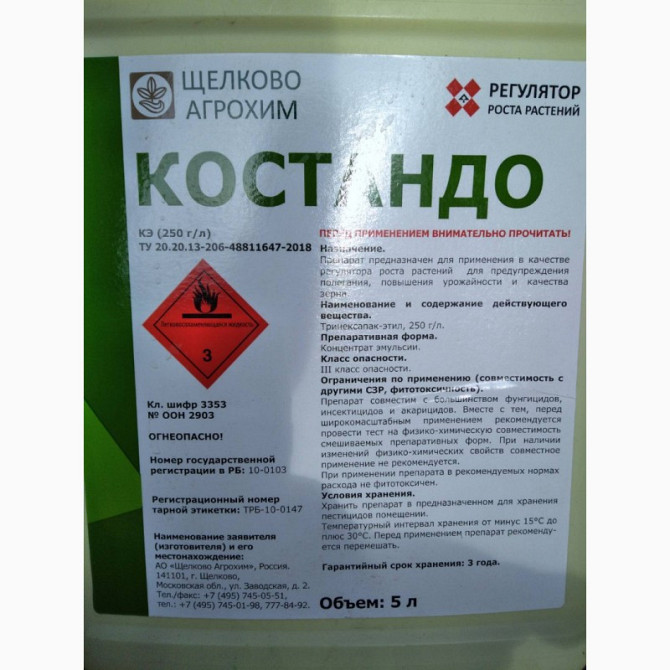 ЩЕЛКОВО
АГРОХИМ
РЕГУЛЯТОР
РОСТА РАСТЕНИЙ
КОСТАНДО
КЭ (250 г/л)
ТУ 20.20.13-206-48811647-2018
Легковоспламеняющаяся жидкость
3
Кл. шифр 3353
№ ООН 2903
ОГНЕОПАСНО!
Номер государственной
регистрации в РБ: 10-0103
Регистрационный номер
тарной этикетки: ТРБ-10-0147
Наименование заявителя
(изготовителя) и его
местонахождение:
АО «Щелково Агрохим», Россия.
141101, г. Щелково,
Московская обл., ул. Заводская, д. 2.
Тел./факс: +7 (495) 745-05-51,
тел.: +7 (495) 745-01-98, 777-84-92.
ПЕРЕД ПРИМЕНЕНИЕМ ВНИМАТЕЛЬНО ПРОЧИТАТЬ!
Назначение.
Препарат предназначен для применения в качестве
регулятора роста растений для предупреждения
полегания, повышения урожайности и качества
зерна
Наименование и содержание действующего
вещества.
Тринексапак-этил, 250 г/л.
Препаративная форма.
Концентрат эмульсии.
Класс опасности.
III класс опасности.
Ограничения по применению (совместимость с
другими СЗР, фитотоксичность).
Препарат совместим с большинством фунгицидов,
инсектицидов и акарицидов. Вместе с тем, перед
широкомасштабным применением рекомендуется
провести тест на физико-химическую совместимость
смешиваемых препаративных форм. При наличии
изменений физико-химических свойств совместное
применение не рекомендуется.
При применении препарата в рекомендуемых нормах
расхода не фитотоксичен.
Условия хранения.
Хранить препарат в предназначенном для хранения
пестицидов помещении.
Температурный интервал хранения от минус 15°С до
плюс 30°С. Перед применением препарат рекоменду-
ется перемешать.
Гарантийный срок хранения: 3 года.
Объем: 5 л